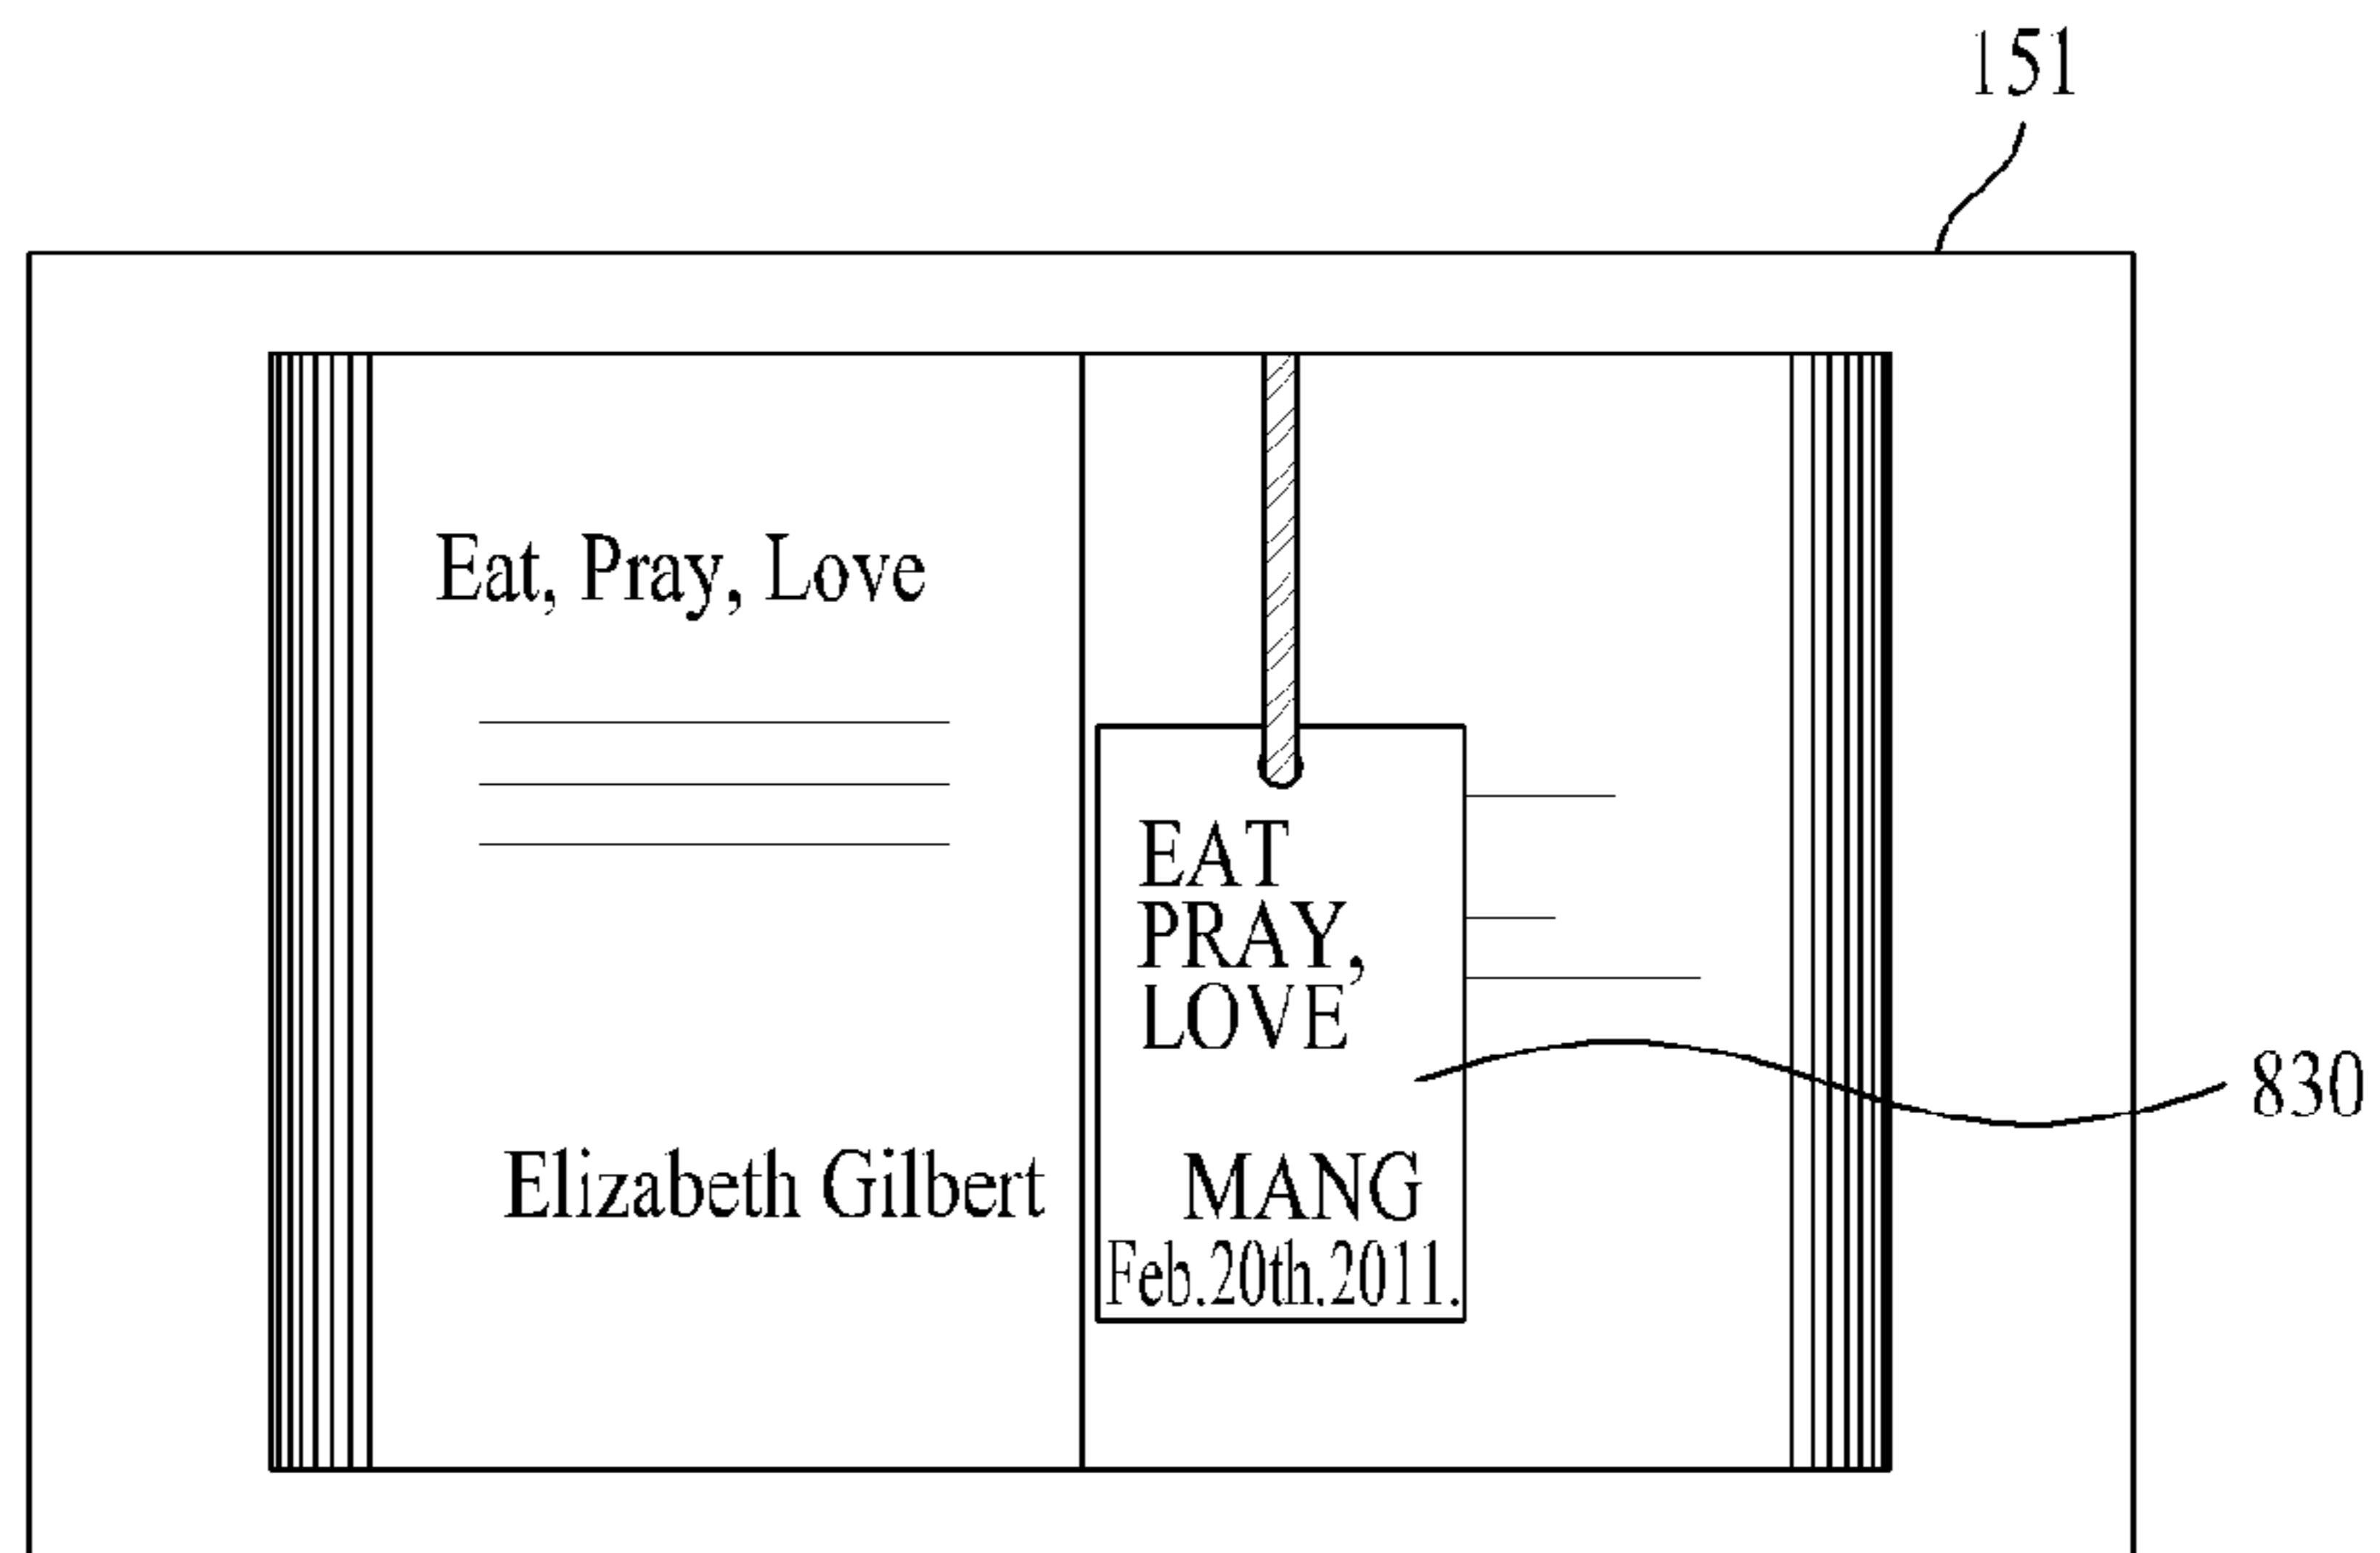 151
Eat, Pray, Love
Elizabeth Gilbert
EAT
PRAY,
LOVE
MANG
Feb.20th.2011.
830